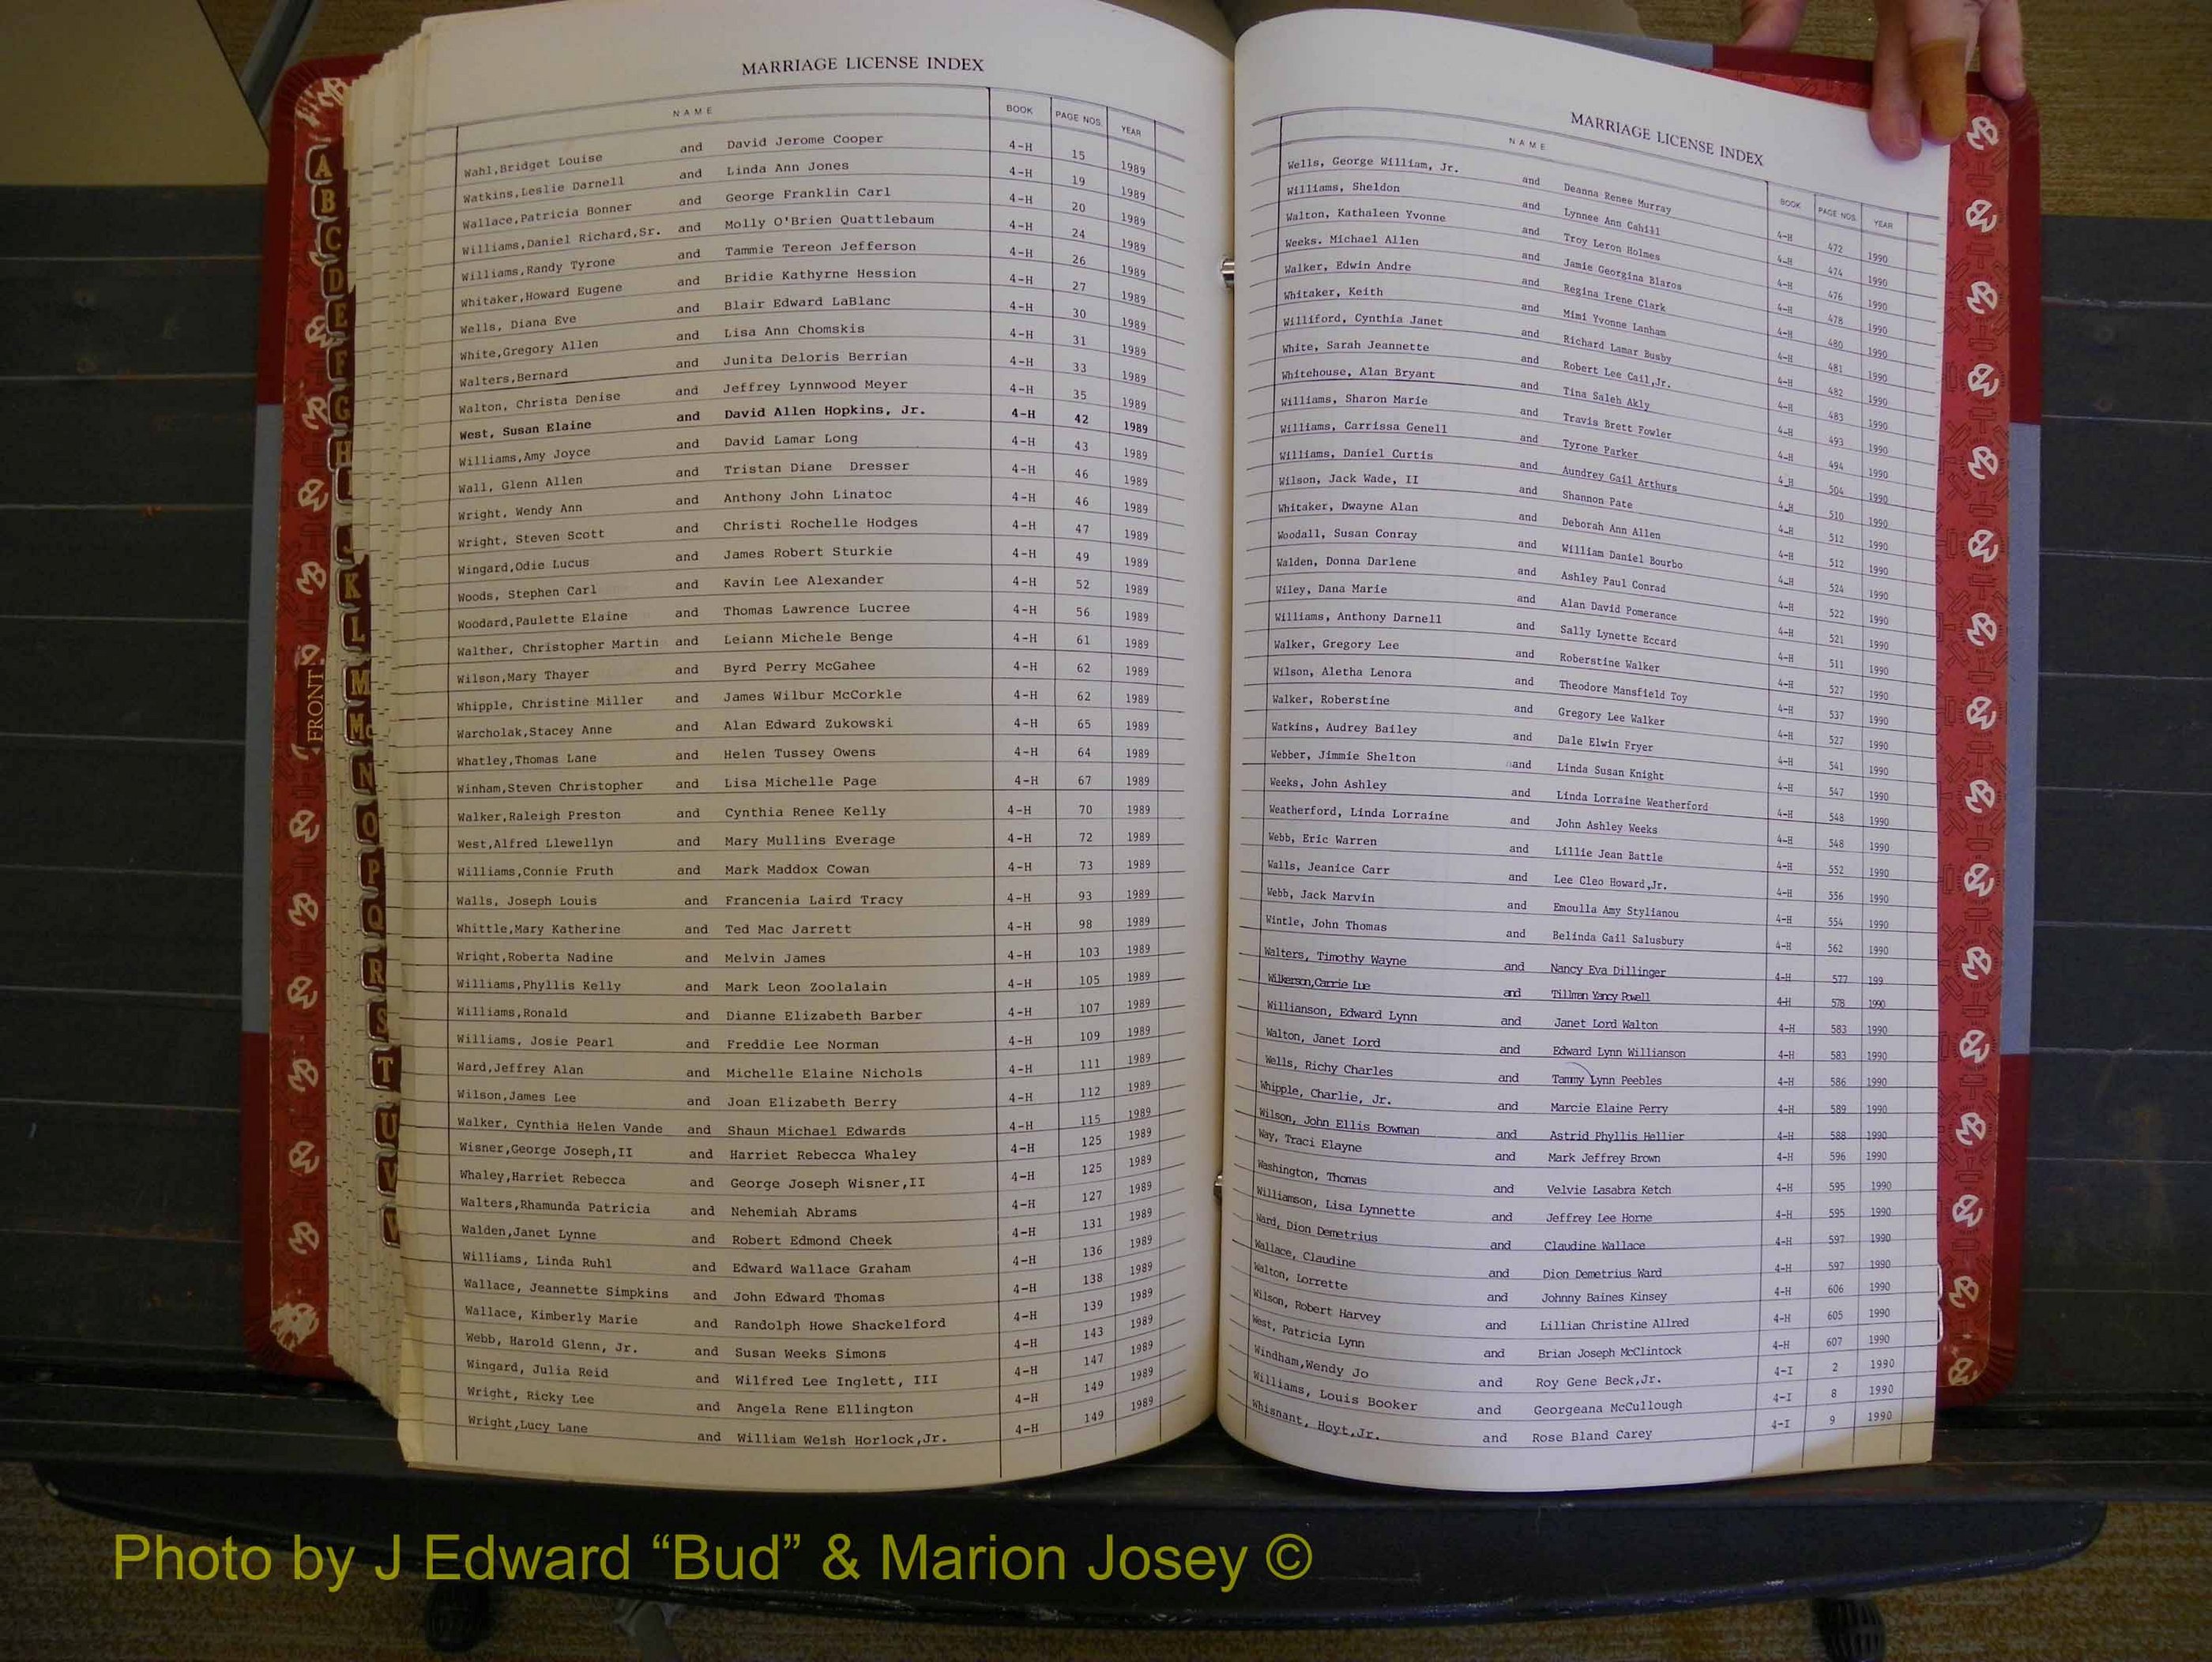 MARRIAGE LICENSE INDEX
NAME BOOK PAGE NOS. YEAR
Wahl,Bridget Louise and David Jerome Cooper 4-H 15 1989
Watkins,Leslie Darnell and Linda Ann Jones 4-H 19 1989
Wallace,Patricia Bonner and George Franklin Carl 4-H 20 1989
Williams,Daniel Richard,Sr. and Molly O'Brien Quattlebaum 4-H 24 1989
Williams,Randy Tyrone and Tammie Tereon Jefferson 4-H 26 1989
Whitaker,Howard Eugene and Bridie Kathyrne Hession 4-H 27 1989
Wells, Diana Eve and Blair Edward LaBlanc 4-H 30 1989
White,Gregory Allen and Lisa Ann Chomskis 4-H 31 1989
Walters,Bernard and Junita Deloris Berrian 4-H 33 1989
Walton, Christa Denise and Jeffrey Lynnwood Meyer 4-H 35 1989
West, Susan Elaine and David Allen Hopkins, Jr. 4-H 42 1989
Williams,Amy Joyce and David Lamar Long 4-H 43 1989
Wall, Glenn Allen and Tristan Diane Dresser 4-H 46 1989
Wright, Wendy Ann and Anthony John Linatoc 4-H 46 1989
Wright, Steven Scott and Christi Rochelle Hodges 4-H 47 1989
Wingard,Odie Lucus and James Robert Sturkie 4-H 49 1989
Woods, Stephen Carl and Kavin Lee Alexander 4-H 52 1989
Woodard,Paulette Elaine and Thomas Lawrence Lucree 4-H 56 1989
Walther, Christopher Martin and Leiann Michele Benge 4-H 61 1989
Wilson,Mary Thayer and Byrd Perry McGahee 4-H 62 1989
Whipple, Christine Miller and James Wilbur McCorkle 4-H 62 1989
Warcholak,Stacey Anne and Alan Edward Zukowski 4-H 65 1989
Whatley,Thomas Lane and Helen Tussey Owens 4-H 64 1989
Winham,Steven Christopher and Lisa Michelle Page 4-H 67 1989
Walker,Raleigh Preston and Cynthia Renee Kelly 4-H 70 1989
West,Alfred Llewellyn and Mary Mullins Everage 4-H 72 1989
Williams,Connie Fruth and Mark Maddox Cowan 4-H 73 1989
Walls, Joseph Louis and Francenia Laird Tracy 4-H 93 1989
Whittle,Mary Katherine and Ted Mac Jarrett 4-H 98 1989
Wright,Roberta Nadine and Melvin James 4-H 103 1989
Williams,Phyllis Kelly and Mark Leon Zoolalain 4-H 105 1989
Williams,Ronald and Dianne Elizabeth Barber 4-H 107 1989
Williams, Josie Pearl and Freddie Lee Norman 4-H 109 1989
Ward,Jeffrey Alan and Michelle Elaine Nichols 4-H 111 1989
Wilson,James Lee and Joan Elizabeth Berry 4-H 112 1989
Walker, Cynthia Helen Vande and Shaun Michael Edwards 4-H 115 1989
Wisner,George Joseph,II and Harriet Rebecca Whaley 4-H 125 1989
Whaley,Harriet Rebecca and George Joseph Wisner,II 4-H 125 1989
Walters,Rhamunda Patricia and Nehemiah Abrams 4-H 127 1989
Walden,Janet Lynne and Robert Edmond Cheek 4-H 131 1989
Williams, Linda Ruhl and Edward Wallace Graham 4-H 136 1989
Wallace, Jeannette Simpkins and John Edward Thomas 4-H 138 1989
Wallace, Kimberly Marie and Randolph Howe Shackelford 4-H 139 1989
Webb, Harold Glenn, Jr. and Susan Weeks Simons 4-H 143 1989
Wingard, Julia Reid and Wilfred Lee Inglett, III 4-H 147 1989
Wright, Ricky Lee and Angela Rene Ellington 4-H 149 1989
Wright,Lucy Lane and William Welsh Horlock,Jr. 4-H 149 1989
MARRIAGE LICENSE INDEX
NAME BOOK PAGE NOS. YEAR
Wells, George William, Jr. and Deanna Renee Murray 4-H 472 1990
Williams, Sheldon and Lynnee Ann Cahill 4-H 474 1990
Walton, Kathaleen Yvonne and Troy Leron Holmes 4-H 476 1990
Weeks. Michael Allen and Jamie Georgina Blaros 4-H 478 1990
Walker, Edwin Andre and Regina Irene Clark 4-H 480 1990
Whitaker, Keith and Mimi Yvonne Lanham 4-H 481 1990
Williford, Cynthia Janet and Richard Lamar Busby 4-H 482 1990
White, Sarah Jeannette and Robert Lee Cail,Jr. 4-H 483 1990
Whitehouse, Alan Bryant and Tina Saleh Akly 4-H 493 1990
Williams, Sharon Marie and Travis Brett Fowler 4-H 494 1990
Williams, Carrissa Genell and Tyrone Parker 4-H 504 1990
Williams, Daniel Curtis and Aundrey Gail Arthurs 4-H 510 1990
Wilson, Jack Wade, II and Shannon Pate 4-H 512 1990
Whitaker, Dwayne Alan and Deborah Ann Allen 4-H 512 1990
Woodall, Susan Conray and William Daniel Bourbo 4-H 524 1990
Walden, Donna Darlene and Ashley Paul Conrad 4-H 522 1990
Wiley, Dana Marie and Alan David Pomerance 4-H 521 1990
Williams, Anthony Darnell and Sally Lynette Eccard 4-H 511 1990
Walker, Gregory Lee and Roberstine Walker 4-H 527 1990
Wilson, Aletha Lenora and Theodore Mansfield Toy 4-H 537 1990
Walker, Roberstine and Gregory Lee Walker 4-H 527 1990
Watkins, Audrey Bailey and Dale Elwin Fryer 4-H 541 1990
Webber, Jimmie Shelton and Linda Susan Knight 4-H 547 1990
Weeks, John Ashley and Linda Lorraine Weatherford 4-H 548 1990
Weatherford, Linda Lorraine and John Ashley Weeks 4-H 548 1990
Webb, Eric Warren and Lillie Jean Battle 4-H 552 1990
Walls, Jeanice Carr and Lee Cleo Howard,Jr. 4-H 556 1990
Webb, Jack Marvin and Emoulla Amy Stylianou 4-H 554 1990
Wintle, John Thomas and Belinda Gail Salusbury 4-H 562 1990
Walters, Timothy Wayne and Nancy Eva Dillinger 4-H 577 199
Wilkerson,Carrie Lue and Tillman Yancy Powell 4-H 578 1990
Willianson, Edward Lynn and Janet Lord Walton 4-H 583 1990
Walton, Janet Lord and Edward Lynn Willianson 4-H 583 1990
Wells, Richy Charles and Tammy Lynn Peebles 4-H 586 1990
Whipple, Charlie, Jr. and Marcie Elaine Perry 4-H 589 1990
Wilson, John Ellis Bowman and Astrid Phyllis Hellier 4-H 588 1990
Way, Traci Elayne and Mark Jeffrey Brown 4-H 596 1990
Washington, Thomas and Velvie Lasabra Ketch 4-H 595 1990
Williamson, Lisa Lynnette and Jeffrey Lee Horne 4-H 595 1990
Ward, Dion Demetrius and Claudine Wallace 4-H 597 1990
Wallace, Claudine and Dion Demetrius Ward 4-H 597 1990
Walton, Lorrette and Johnny Baines Kinsey 4-H 606 1990
Wilson, Robert Harvey and Lillian Christine Allred 4-H 605 1990
West, Patricia Lynn and Brian Joseph McClintock 4-H 607 1990
Windham,Wendy Jo and Roy Gene Beck,Jr. 4-I 2 1990
Williams, Louis Booker and Georgeana McCullough 4-I 8 1990
Whisnant, Hoyt,Jr. and Rose Bland Carey 4-I 9 1990
A
B
C
D
E
F
G
H
I
J
K
L
M
Mc
N
O
P
Q
R
S
T
U
V
FRONT
Photo by J Edward “Bud” & Marion Josey ©